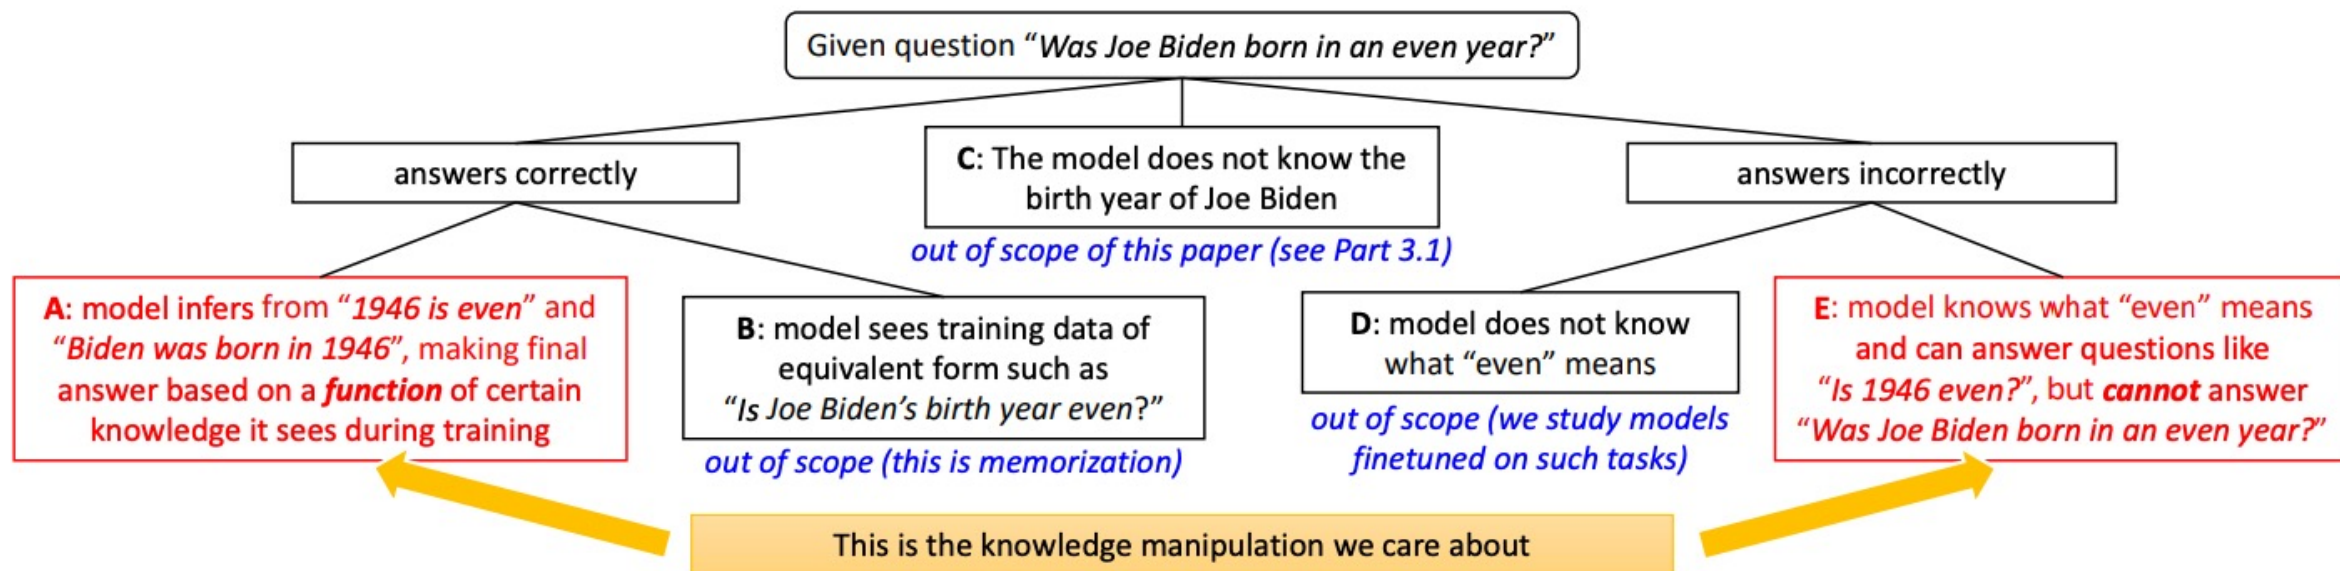 Given question “Was Joe Biden born in an even year?”
answers correctly
C: The model does not know the
birth year of Joe Biden
out of scope of this paper (see Part 3.1)
answers incorrectly
A: model infers from “1946 is even” and
“Biden was born in 1946”, making final
answer based on a function of certain
knowledge it sees during training
B: model sees training data of
equivalent form such as
“Is Joe Biden’s birth year even?”
out of scope (this is memorization)
D: model does not know
what “even” means
out of scope (we study models
finetuned on such tasks)
E: model knows what “even” means
and can answer questions like
“Is 1946 even?”, but cannot answer
“Was Joe Biden born in an even year?”
This is the knowledge manipulation we care about